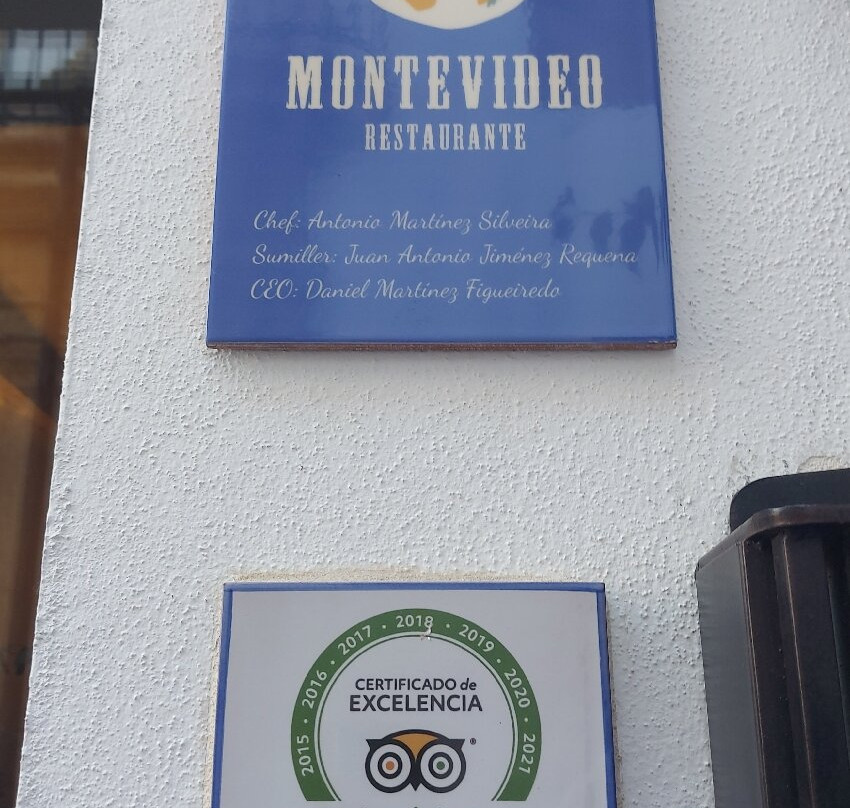 MONTEVIDEO
RESTAURANTE
Chef: Antonio Martínez Silveira
Sumiller: Juan Antonio Jiménez Requena
CEO: Daniel Martínez Figueiredo
2015 · 2016 · 2017 · 2018 · 2019 · 2020 · 2021
CERTIFICADO de
EXCELENCIA
®